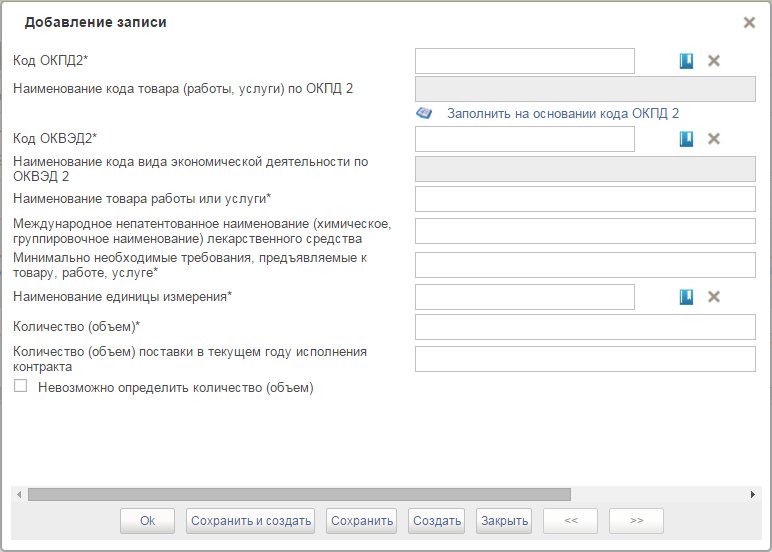 Добавление записи
Код ОКПД2*
Наименование кода товара (работы, услуги) по ОКПД 2
Заполнить на основании кода ОКПД 2
Код ОКВЭД2*
Наименование кода вида экономической деятельности по
ОКВЭД 2
Наименование товара работы или услуги*
Международное непатентованное наименование (химическое,
группировочное наименование) лекарственного средства
Минимально необходимые требования, предъявляемые к
товару, работе, услуге*
Наименование единицы измерения*
Количество (объем)*
Количество (объем) поставки в текущем году исполнения
контракта
Невозможно определить количество (объем)
Ok Сохранить и создать Сохранить Создать Закрыть << >>